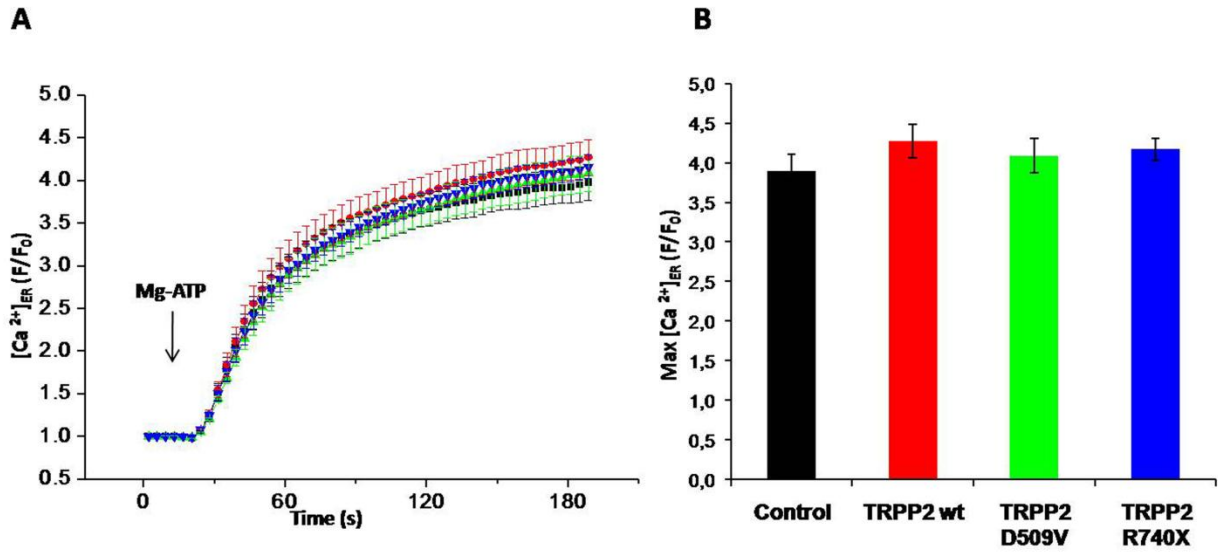 A
5.0
4.5
4.0
3.5
3.0
2.5
2.0
1.5
1.0
0.5
[Ca 2+]ER (F/F0)
Mg-ATP
0
60
120
180
Time (s)
B
5,0
4,5
4,0
3,5
3,0
2,5
2,0
1,5
1,0
0,5
0,0
Max [Ca 2+]ER (F/F0)
Control
TRPP2 wt
TRPP2
D509V
TRPP2
R740X